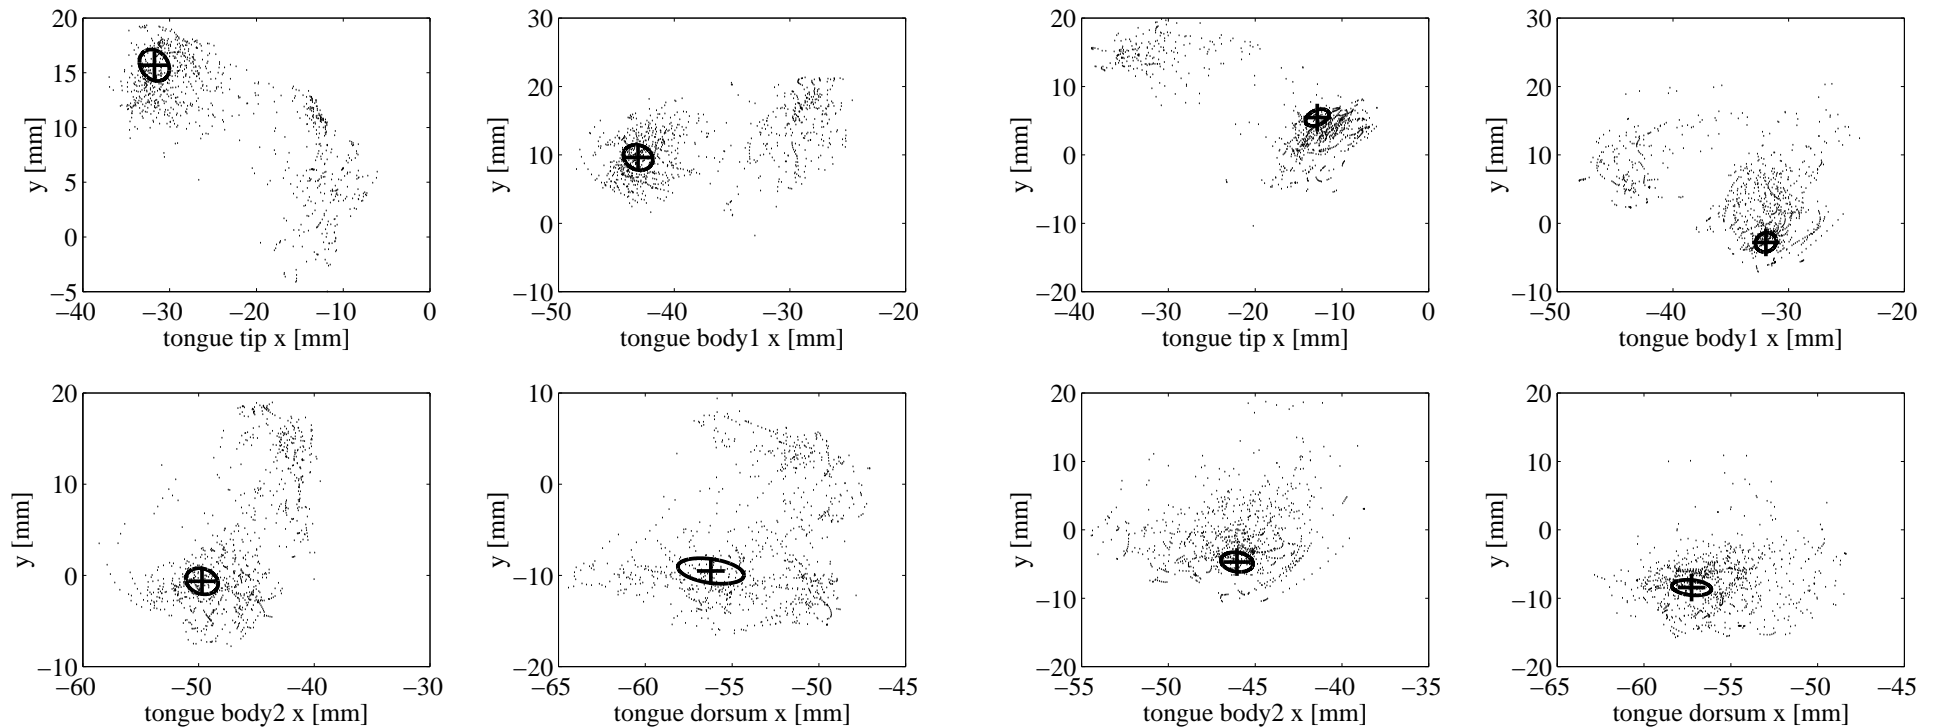 20 30 20 30
15 20 10 20
10 10 0 10
5 0 −10 0
0
−5 −10 −20 −10
y [mm] y [mm] y [mm] y [mm]
−40 −30 −20 −10 0 −50 −40 −30 −20 −40 −30 −20 −10 0 −50 −40 −30 −20
tongue tip x [mm] tongue body1 x [mm] tongue tip x [mm] tongue body1 x [mm]
20 10 20 20
10 0 10 10
0 −10 0 0
−10 −10
−10 −20 −20 −20
y [mm] y [mm] y [mm] y [mm]
−60 −50 −40 −30 −65 −60 −55 −50 −45 −55 −50 −45 −40 −35 −65 −60 −55 −50 −45
tongue body2 x [mm] tongue dorsum x [mm] tongue body2 x [mm] tongue dorsum x [mm]